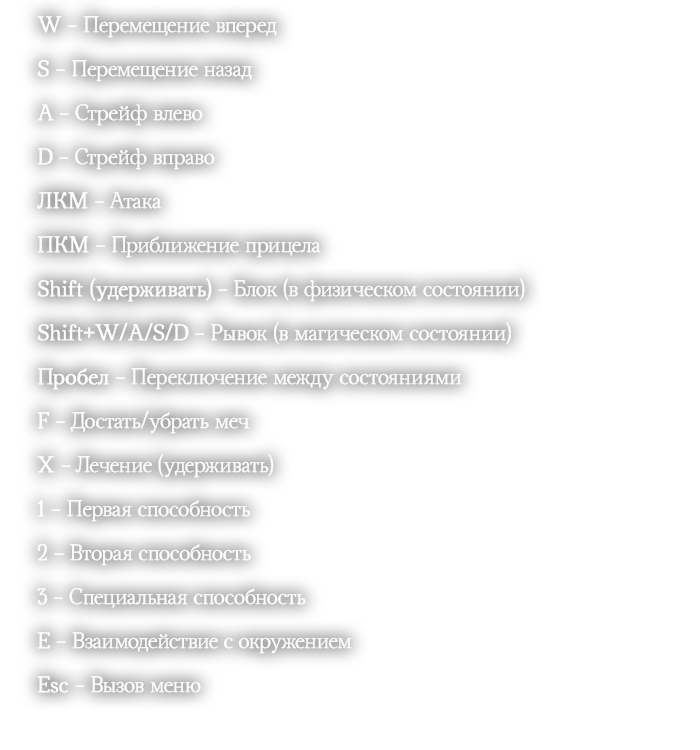 W – Перемещение вперед
S – Перемещение назад
A – Стрейф влево
D – Стрейф вправо
ЛКМ – Атака
ПКМ – Приближение прицела
Shift (удерживать) – Блок (в физическом состоянии)
Shift+W/A/S/D – Рывок (в магическом состоянии)
Пробел – Переключение между состояниями
F – Достать/убрать меч
X – Лечение (удерживать)
1 – Первая способность
2 – Вторая способность
3 – Специальная способность
E – Взаимодействие с окружением
Esc – Вызов меню